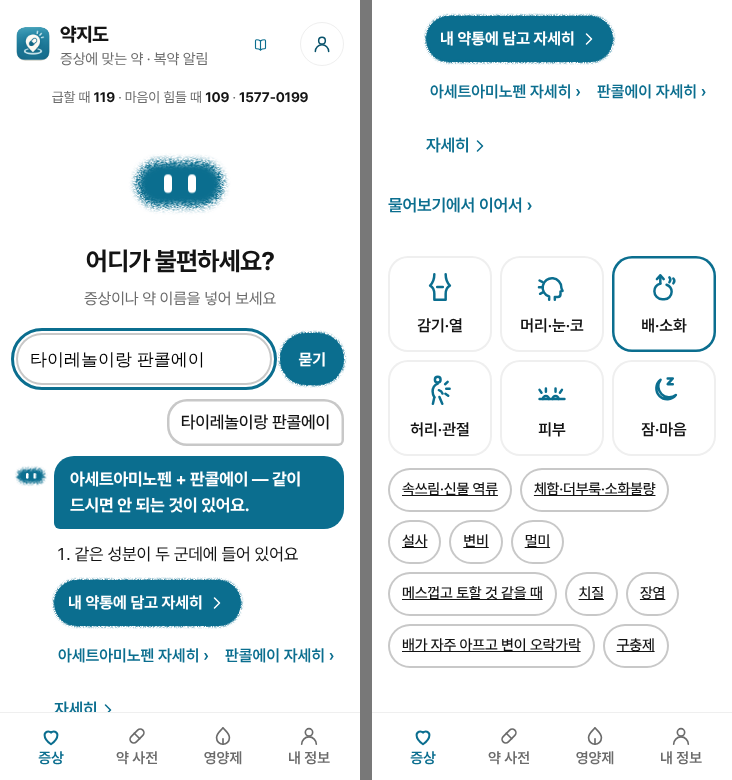 약지도
증상에 맞는 약 · 복약 알림
급할 때 119 · 마음이 힘들 때 109 · 1577-0199
어디가 불편하세요?
증상이나 약 이름을 넣어 보세요
타이레놀이랑 판콜에이
묻기
타이레놀이랑 판콜에이
아세트아미노펜 + 판콜에이 — 같이
드시면 안 되는 것이 있어요.
1. 같은 성분이 두 군데에 들어 있어요
내 약통에 담고 자세히 >
아세트아미노펜 자세히 › 판콜에이 자세히 ›
자세히 >
증상 약 사전 영양제 내 정보
내 약통에 담고 자세히 >
아세트아미노펜 자세히 › 판콜에이 자세히 ›
자세히 >
물어보기에서 이어서 ›
감기·열 머리·눈·코 배·소화
허리·관절 피부 잠·마음
속쓰림·신물 역류 체함·더부룩·소화불량
설사 변비 멀미
메스껍고 토할 것 같을 때 치질 장염
배가 자주 아프고 변이 오락가락 구충제
증상 약 사전 영양제 내 정보